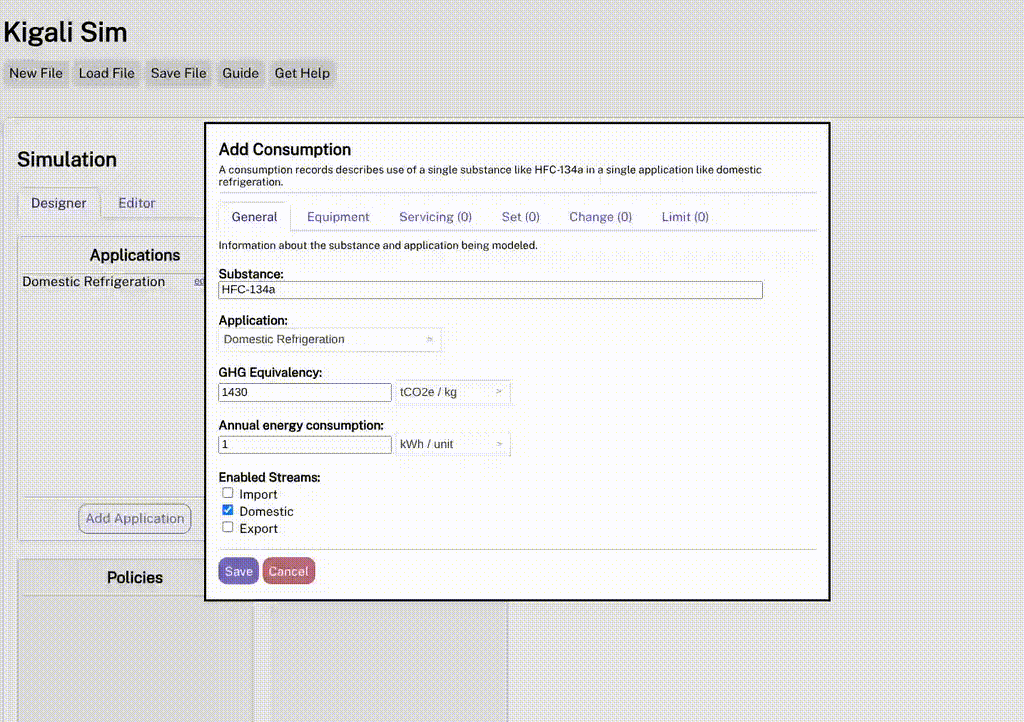 Kigali Sim
New File Load File Save File Guide Get Help
Simulation
Designer Editor
Applications
Domestic Refrigeration
Add Application
Policies
Add Consumption
A consumption records describes use of a single substance like HFC-134a in a single application like domestic
refrigeration.
General Equipment Servicing (0) Set (0) Change (0) Limit (0)
Information about the substance and application being modeled.
Substance:
HFC-134a
Application:
Domestic Refrigeration
GHG Equivalency:
1430 tCO2e / kg
Annual energy consumption:
1 kWh / unit
Enabled Streams:
Import
Domestic
Export
Save Cancel